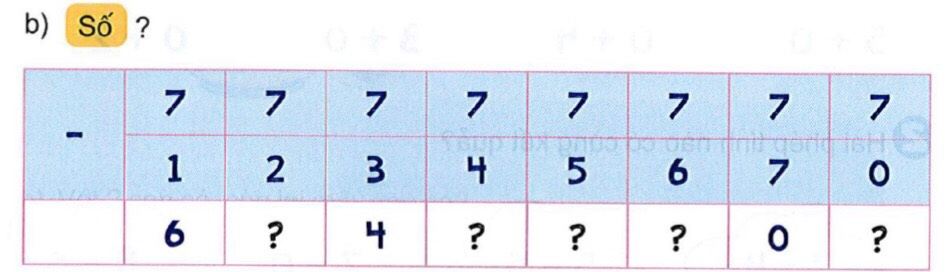 b) Số ?
- 7 7 7 7 7 7 7 7
1 2 3 4 5 6 7 0
6 ? 4 ? ? ? 0 ?